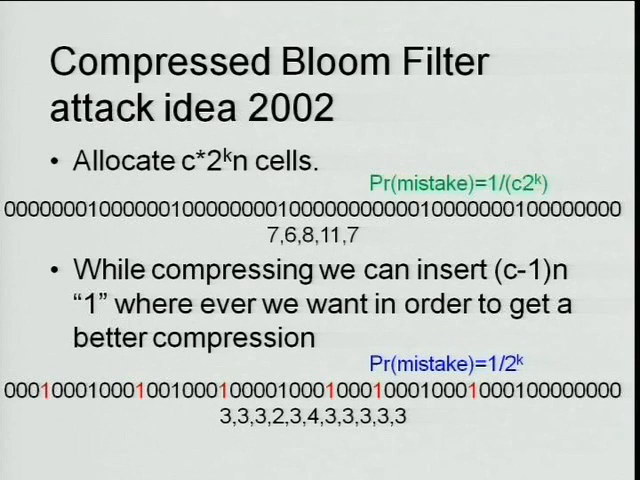 Compressed Bloom Filter
attack idea 2002
• Allocate c*2ᵏn cells.
Pr(mistake)=1/(c2ᵏ)
0000000100000010000000010000000000010000000100000000
7,6,8,11,7
• While compressing we can insert (c-1)n
“1” where ever we want in order to get a
better compression
Pr(mistake)=1/2ᵏ
0001000100010010001000010001000100010001000100000000
3,3,3,2,3,4,3,3,3,3,3